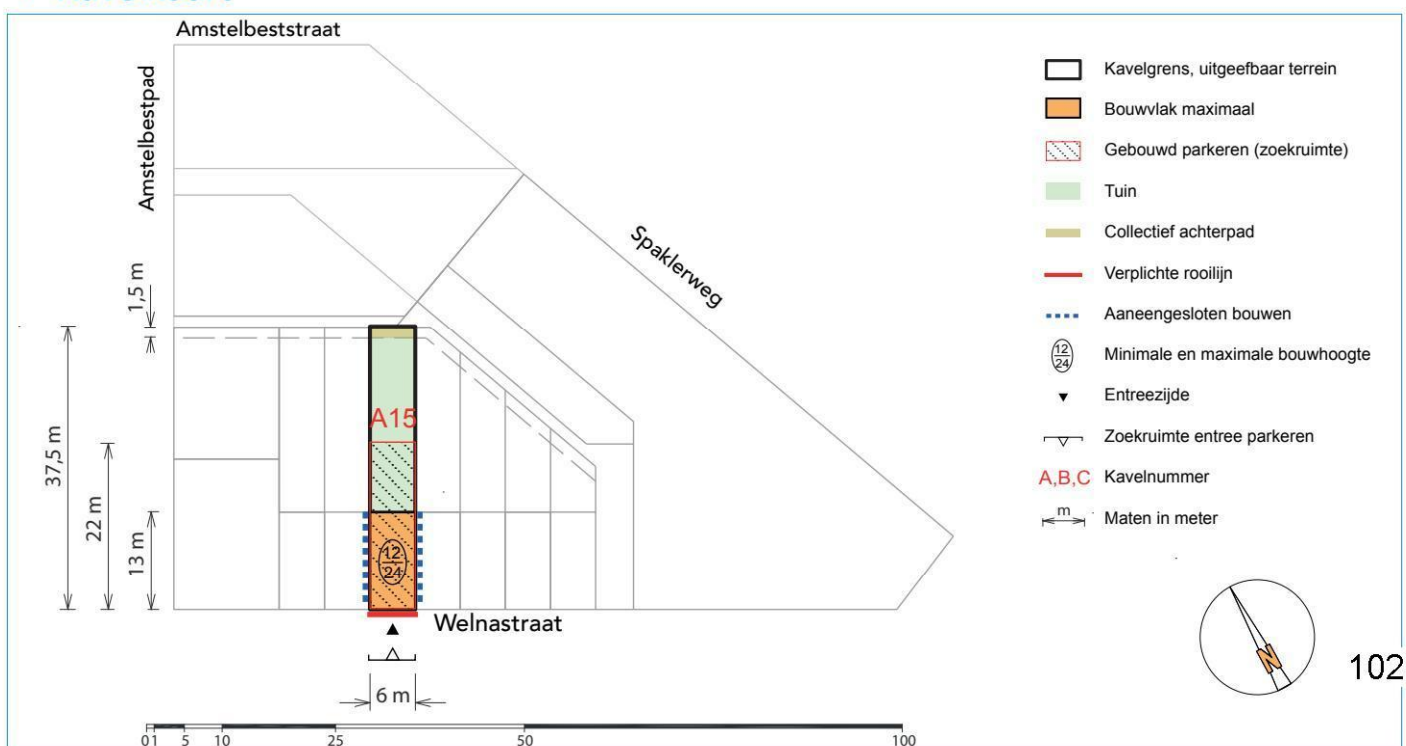 Amstelbeststraat
Amstelbestpad
Spaklerweg
1,5 m
37,5 m
22 m
13 m
A15
12
24
Welnastraat
6 m
01 5 10 25 50 100
Kavelgrens, uitgeefbaar terrein
Bouwvlak maximaal
Gebouwd parkeren (zoekruimte)
Tuin
Collectief achterpad
Verplichte rooilijn
Aaneengesloten bouwen
12
24
Minimale en maximale bouwhoogte
Entreezijde
Zoekruimte entree parkeren
A,B,C Kavelnummer
m Maten in meter
N
102